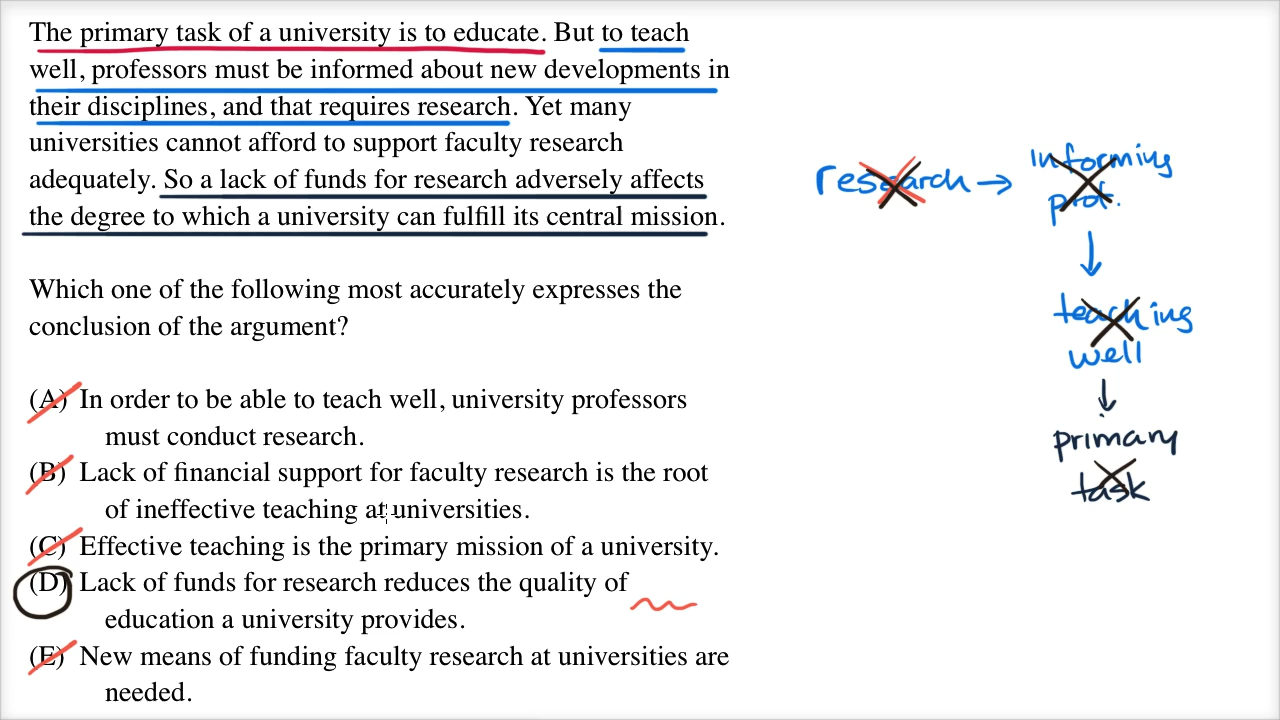 The primary task of a university is to educate. But to teach
well, professors must be informed about new developments in
their disciplines, and that requires research. Yet many
universities cannot afford to support faculty research
adequately. So a lack of funds for research adversely affects
the degree to which a university can fulfill its central mission.
Which one of the following most accurately expresses the
conclusion of the argument?
(A) In order to be able to teach well, university professors
must conduct research.
(B) Lack of financial support for faculty research is the root
of ineffective teaching at universities.
(C) Effective teaching is the primary mission of a university.
(D) Lack of funds for research reduces the quality of
education a university provides.
(E) New means of funding faculty research at universities are
needed.
research → informing
prof.
teaching
well
primary
task